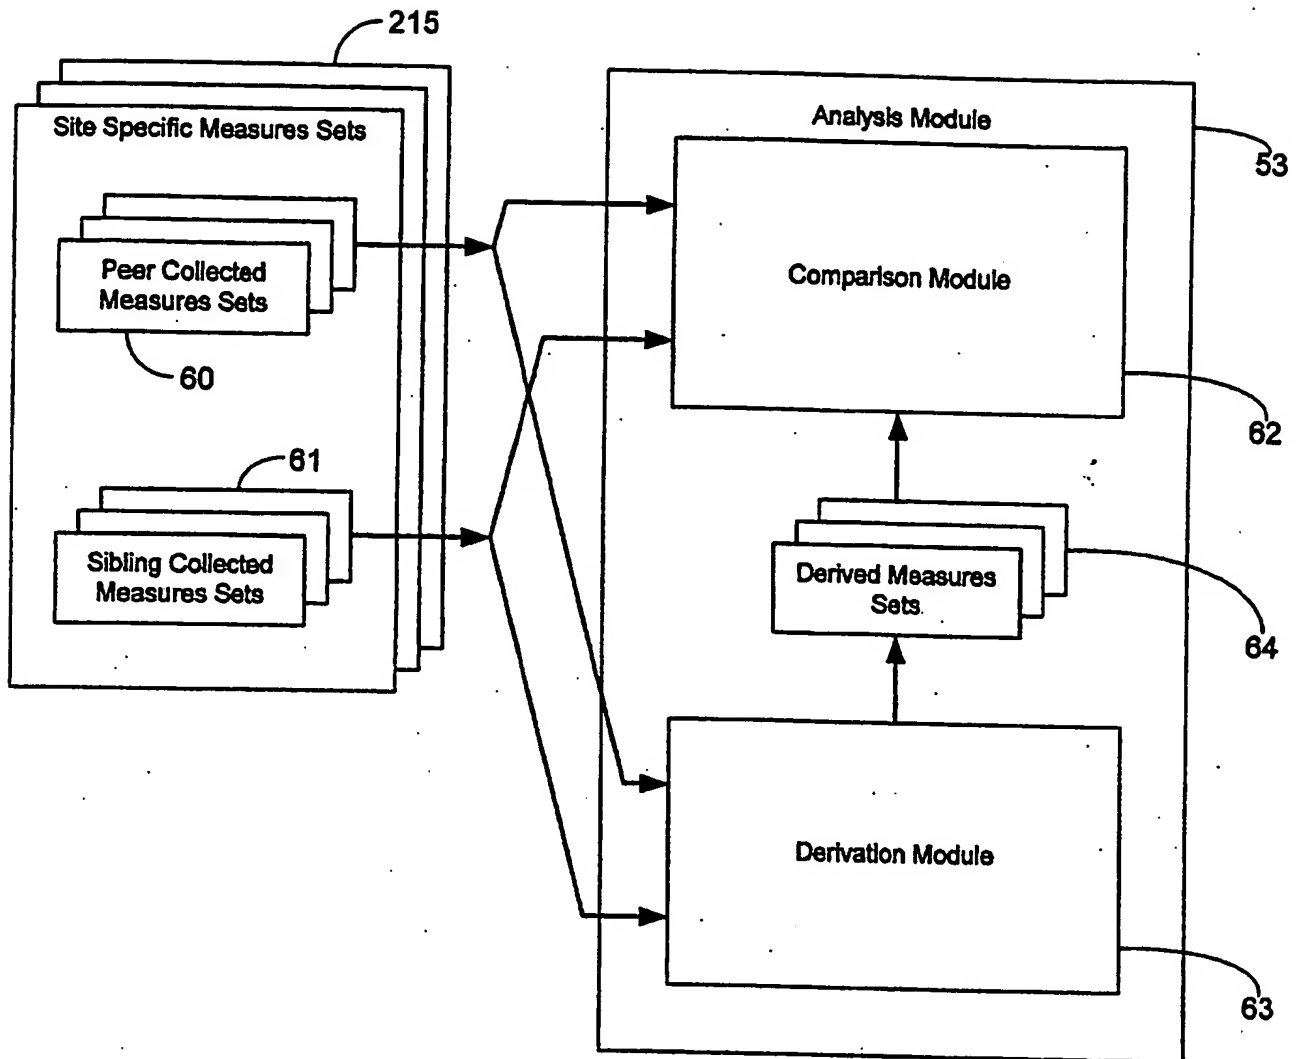 215
Site Specific Measures Sets
Analysis Module
53
Peer Collected
Measures Sets
60
Comparison Module
62
61
Sibling Collected
Measures Sets
Derived Measures
Sets
64
Derivation Module
63